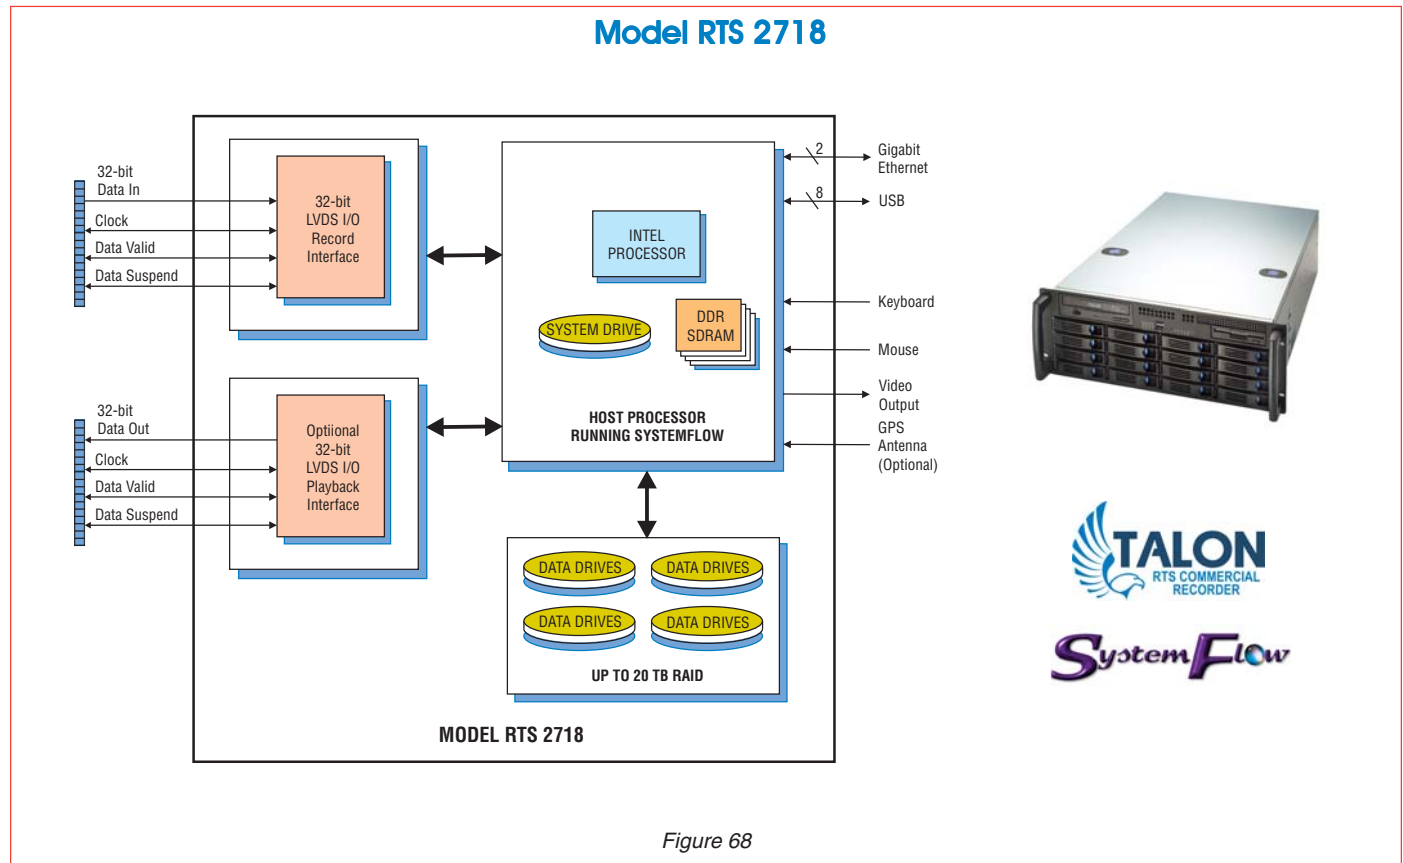 Model RTS 2718
32-bit
Data In
Clock
Data Valid
Data Suspend
32-bit
LVDS I/O
Record
Interface
32-bit
Data Out
Clock
Data Valid
Data Suspend
Optiional
32-bit
LVDS I/O
Playback
Interface
INTEL
PROCESSOR
SYSTEM DRIVE
DDR
SDRAM
HOST PROCESSOR
RUNNING SYSTEMFLOW
2
Gigabit
Ethernet
8
USB
Keyboard
Mouse
Video
Output
GPS
Antenna
(Optional)
DATA DRIVES
DATA DRIVES
DATA DRIVES
DATA DRIVES
UP TO 20 TB RAID
MODEL RTS 2718
TALON
RTS COMMERCIAL
RECORDER
SystemFlow
Figure 68